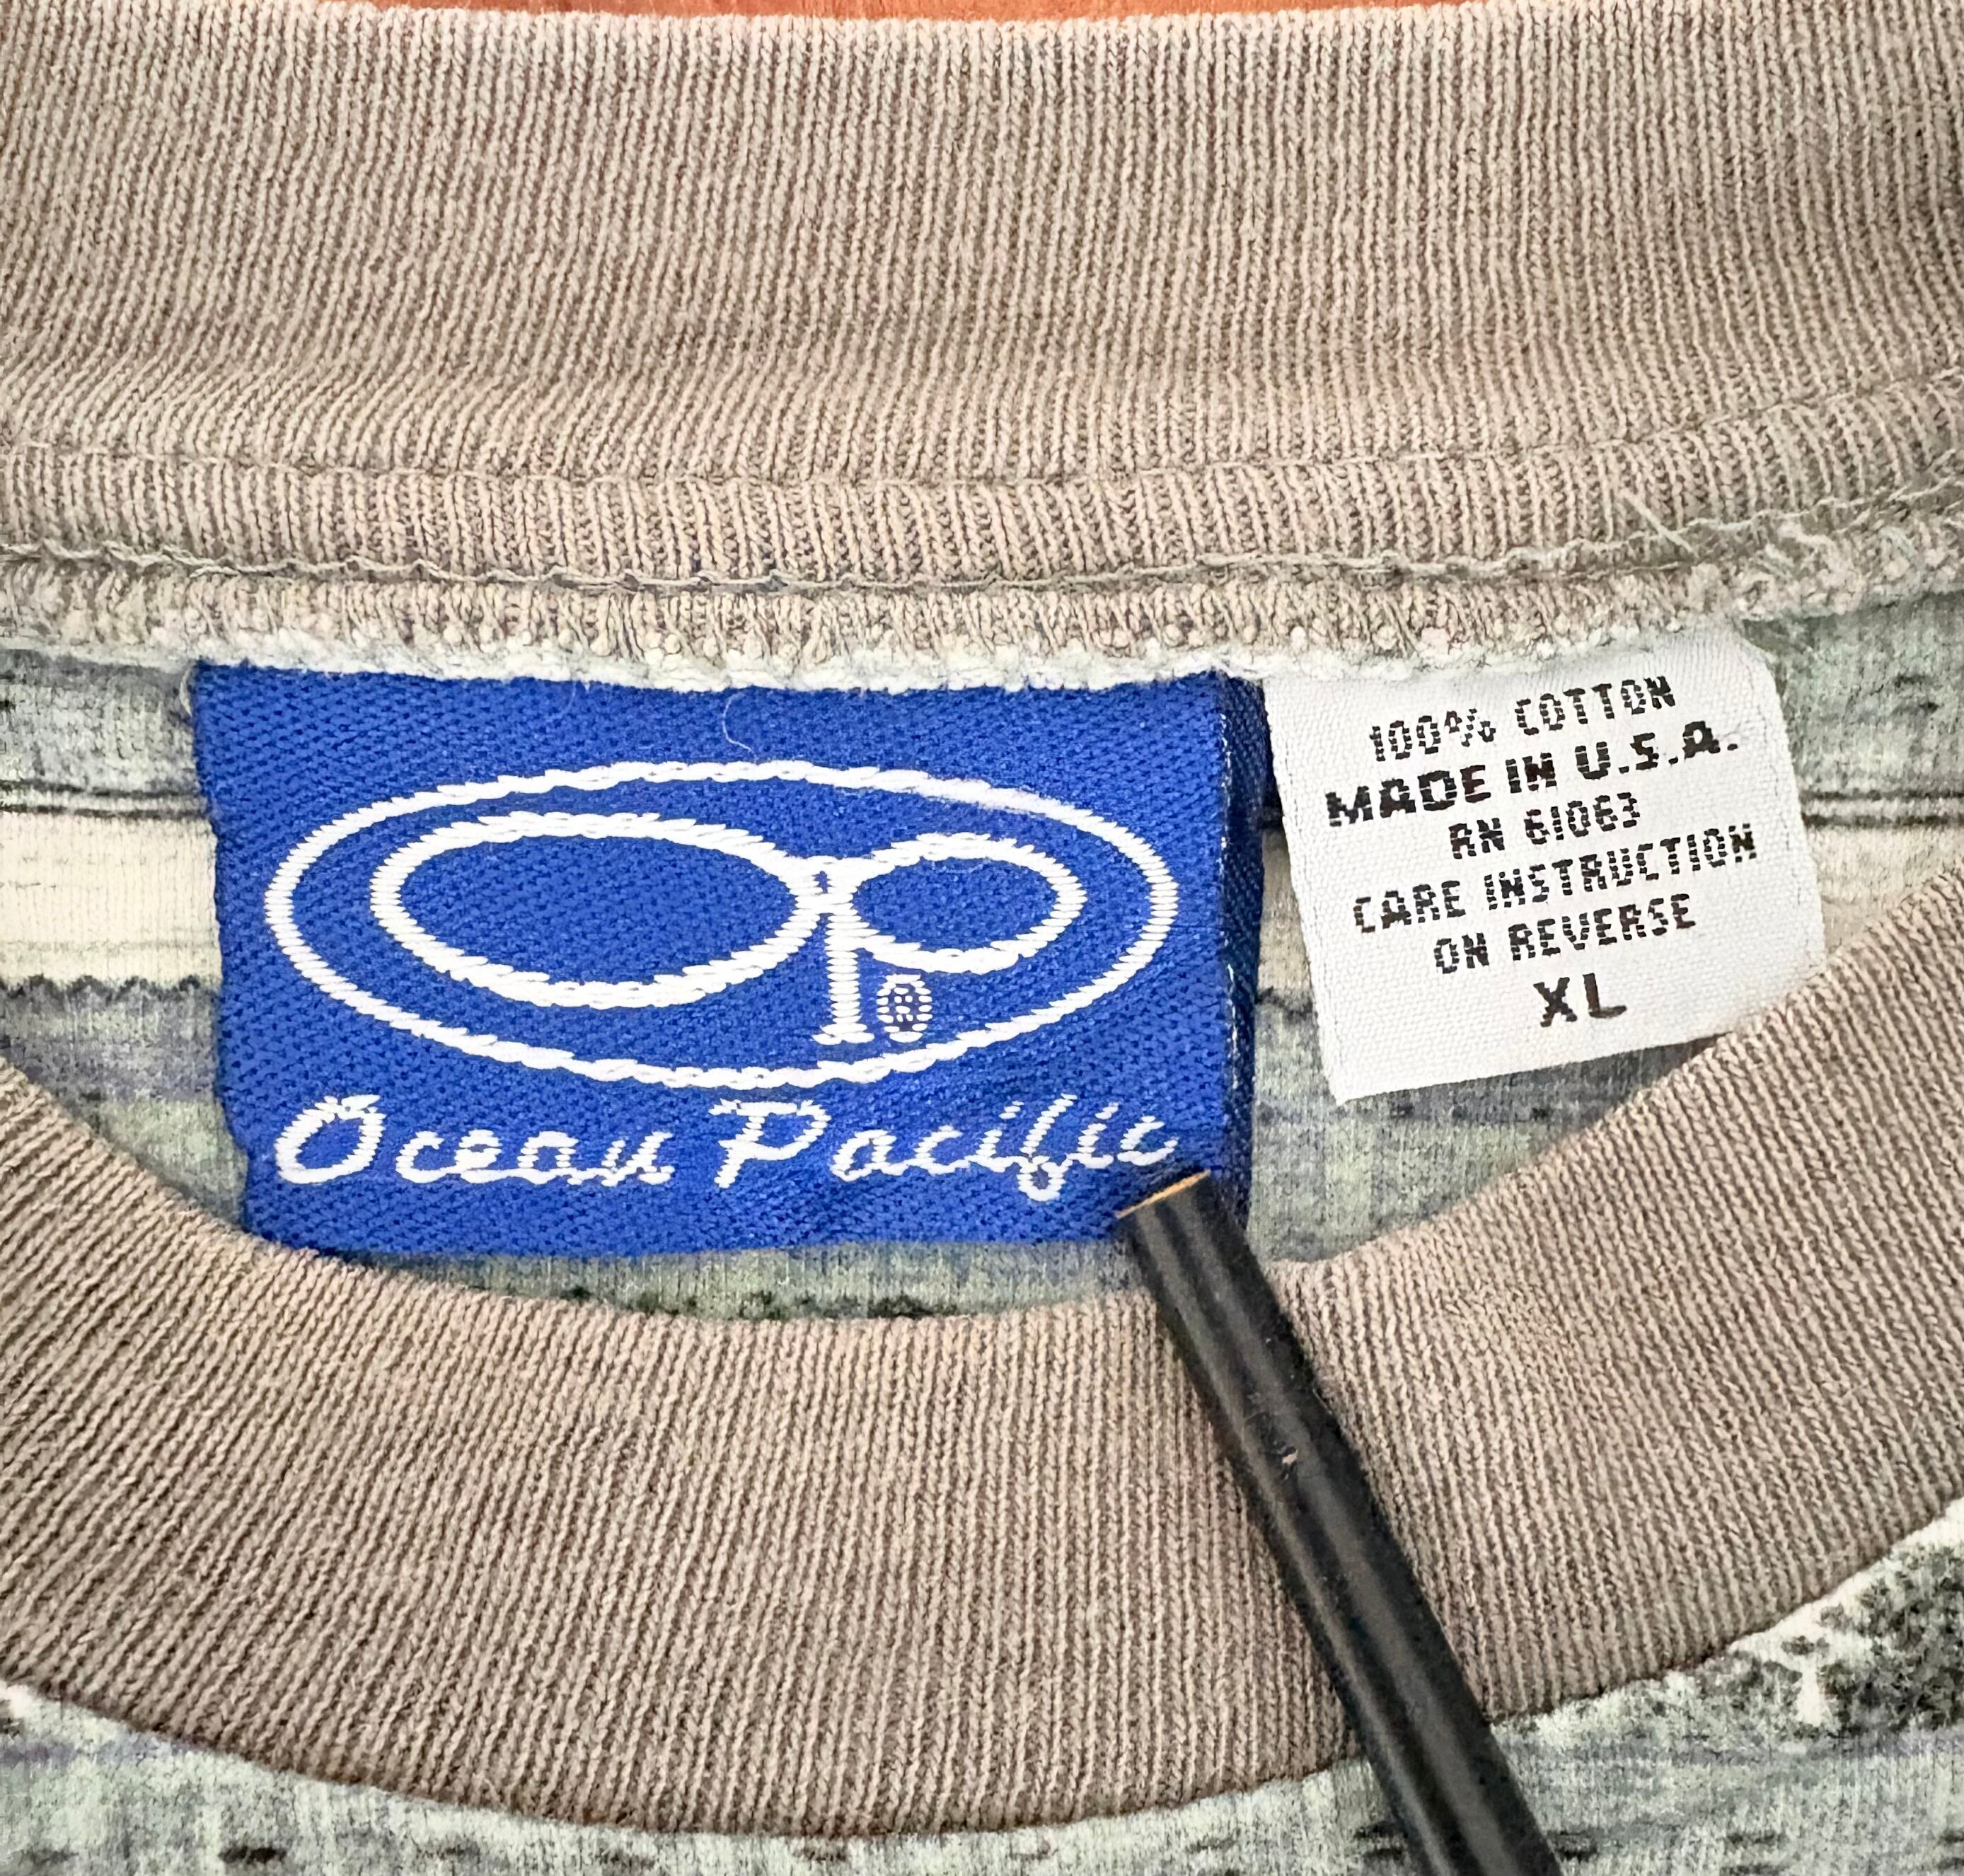 Op ®
Ocean Pacific
100% COTTON
MADE IN U.S.A.
RN 61063
CARE INSTRUCTION
ON REVERSE
XL